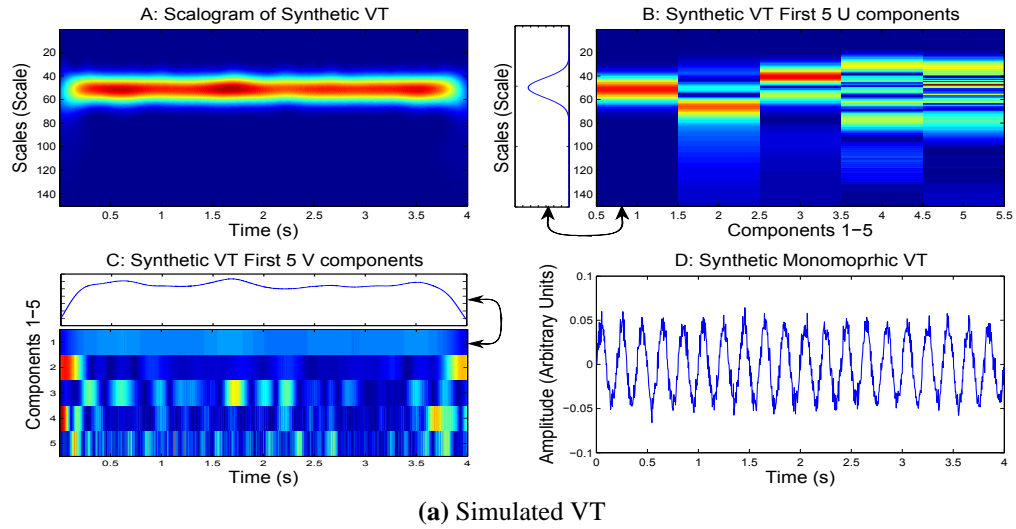 A: Scalogram of Synthetic VT
Scales (Scale)
20
40
60
80
100
120
140
0.5 1 1.5 2 2.5 3 3.5 4
Time (s)
B: Synthetic VT First 5 U components
Scales (Scale)
20
40
60
80
100
120
140
0.5 1 1.5 2 2.5 3 3.5 4 4.5 5 5.5
Components 1−5
C: Synthetic VT First 5 V components
Components 1−5
1
2
3
4
5
0.5 1 1.5 2 2.5 3 3.5 4
Time (s)
D: Synthetic Monomoprhic VT
Amplitude (Arbitrary Units)
0.1
0.05
0
−0.05
−0.1
0 0.5 1 1.5 2 2.5 3 3.5 4
Time (s)
(a) Simulated VT